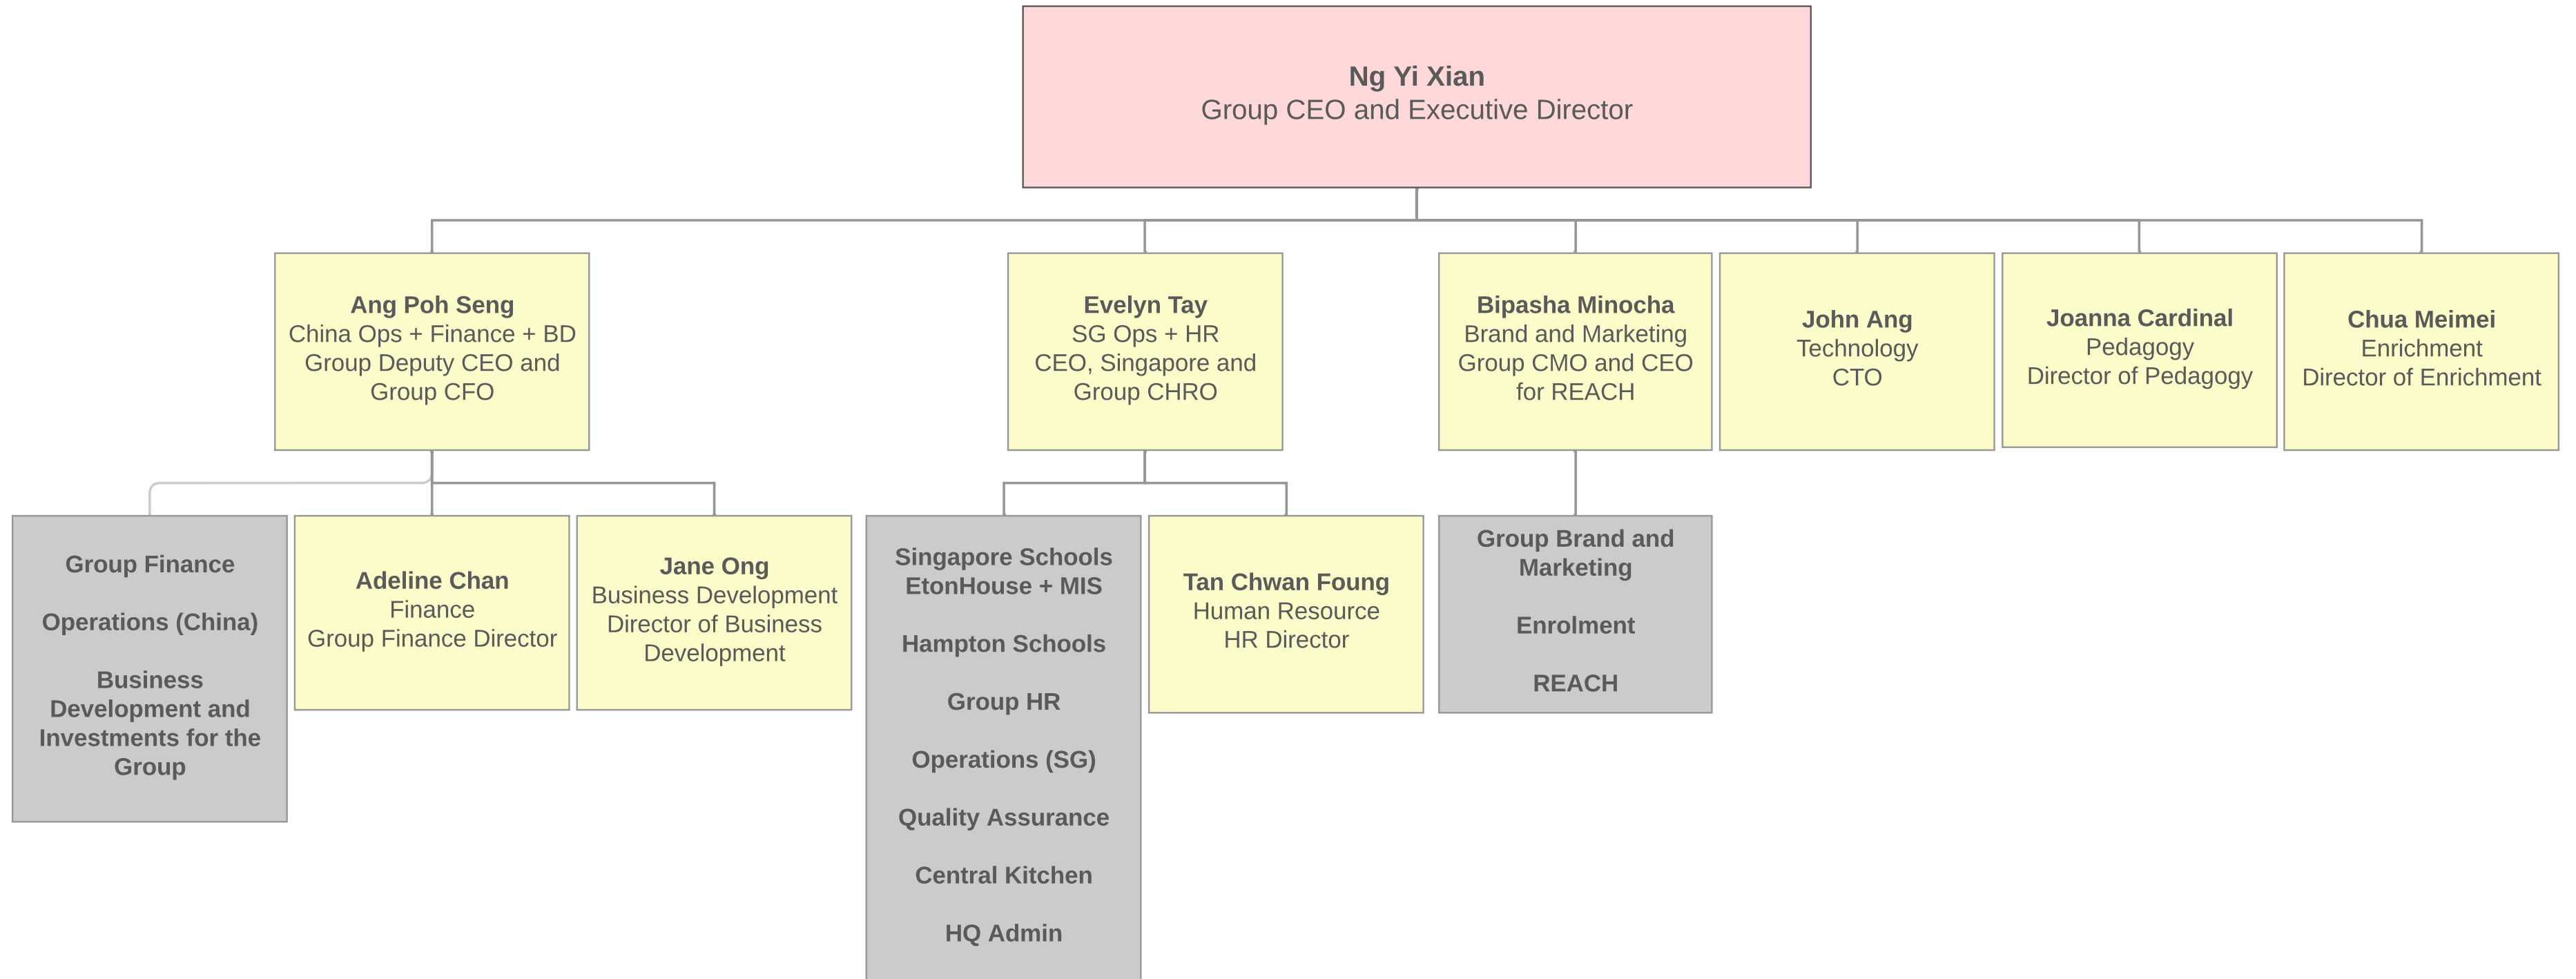 Ng Yi Xian
Group CEO and Executive Director
Ang Poh Seng
China Ops + Finance + BD
Group Deputy CEO and
Group CFO
Evelyn Tay
SG Ops + HR
CEO, Singapore and
Group CHRO
Bipasha Minocha
Brand and Marketing
Group CMO and CEO
for REACH
John Ang
Technology
CTO
Joanna Cardinal
Pedagogy
Director of Pedagogy
Chua Meimei
Enrichment
Director of Enrichment
Group Finance
Operations (China)
Business
Development and
Investments for the
Group
Adeline Chan
Finance
Group Finance Director
Jane Ong
Business Development
Director of Business
Development
Singapore Schools
EtonHouse + MIS
Hampton Schools
Group HR
Operations (SG)
Quality Assurance
Central Kitchen
HQ Admin
Tan Chwan Foung
Human Resource
HR Director
Group Brand and
Marketing
Enrolment
REACH